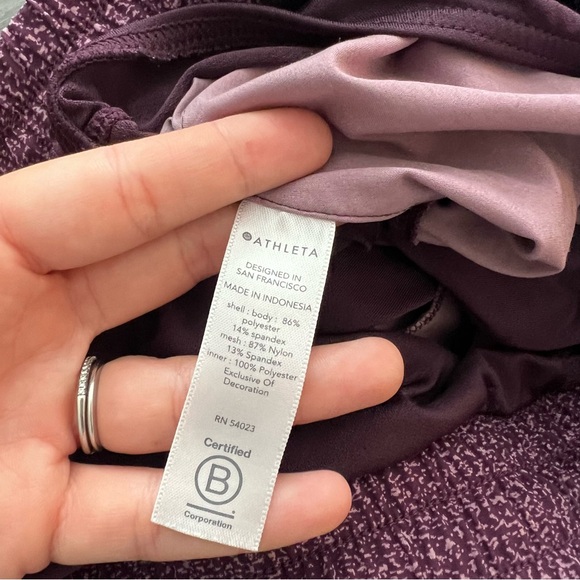 ATHLETA
DESIGNED IN
SAN FRANCISCO
MADE IN INDONESIA
shell : body : 86%
polyester
14% spandex
mesh : 87% Nylon
13% Spandex
inner : 100% Polyester
Exclusive Of
Decoration
RN 54023
Certified
B
Corporation